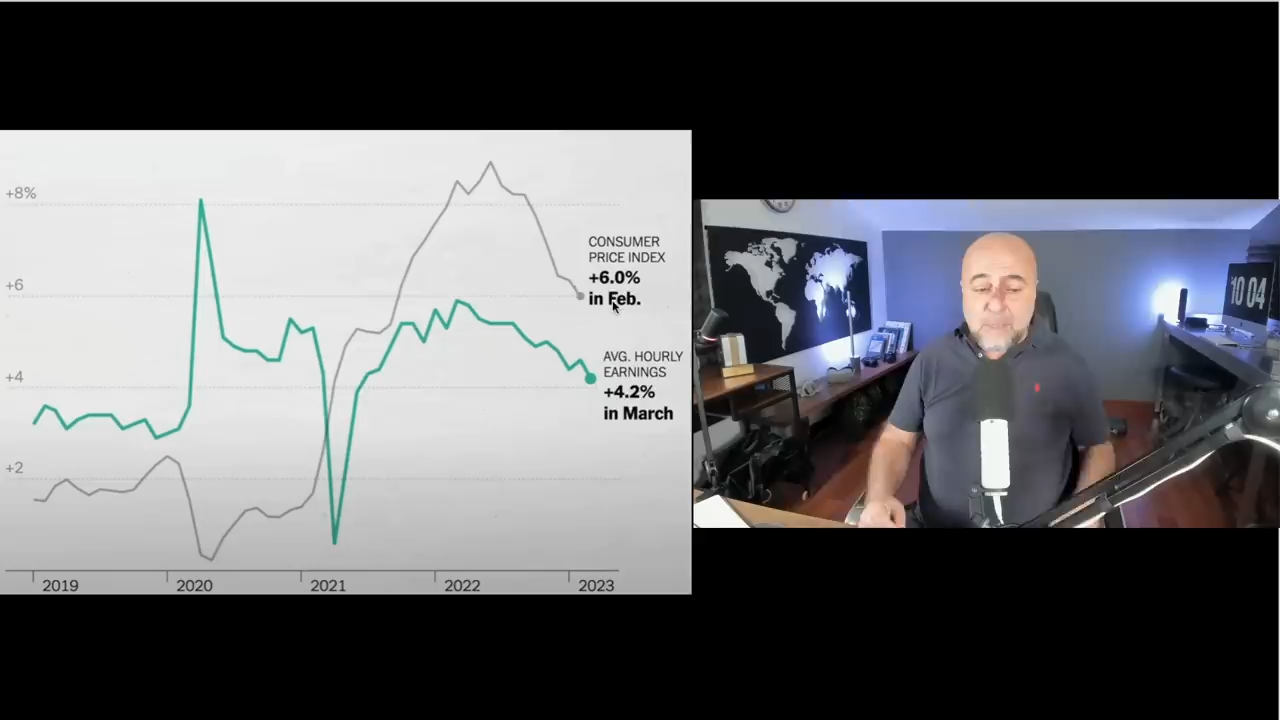 +8%
+6
+4
+2
CONSUMER
PRICE INDEX
+6.0%
in Feb.
AVG. HOURLY
EARNINGS
+4.2%
in March
2019
2020
2021
2022
2023
10 04